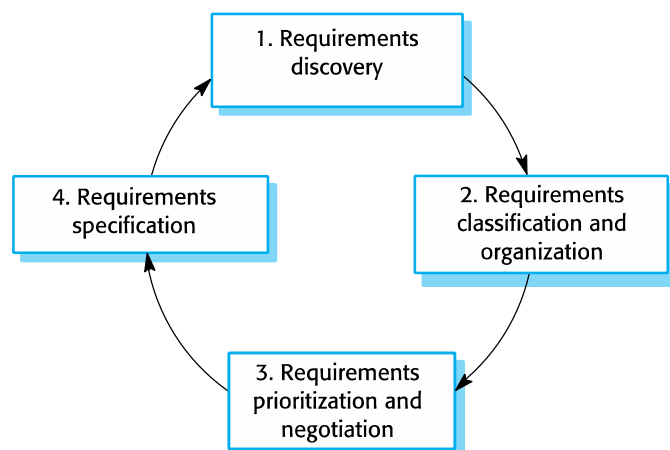 1. Requirements
discovery
2. Requirements
classification and
organization
3. Requirements
prioritization and
negotiation
4. Requirements
specification